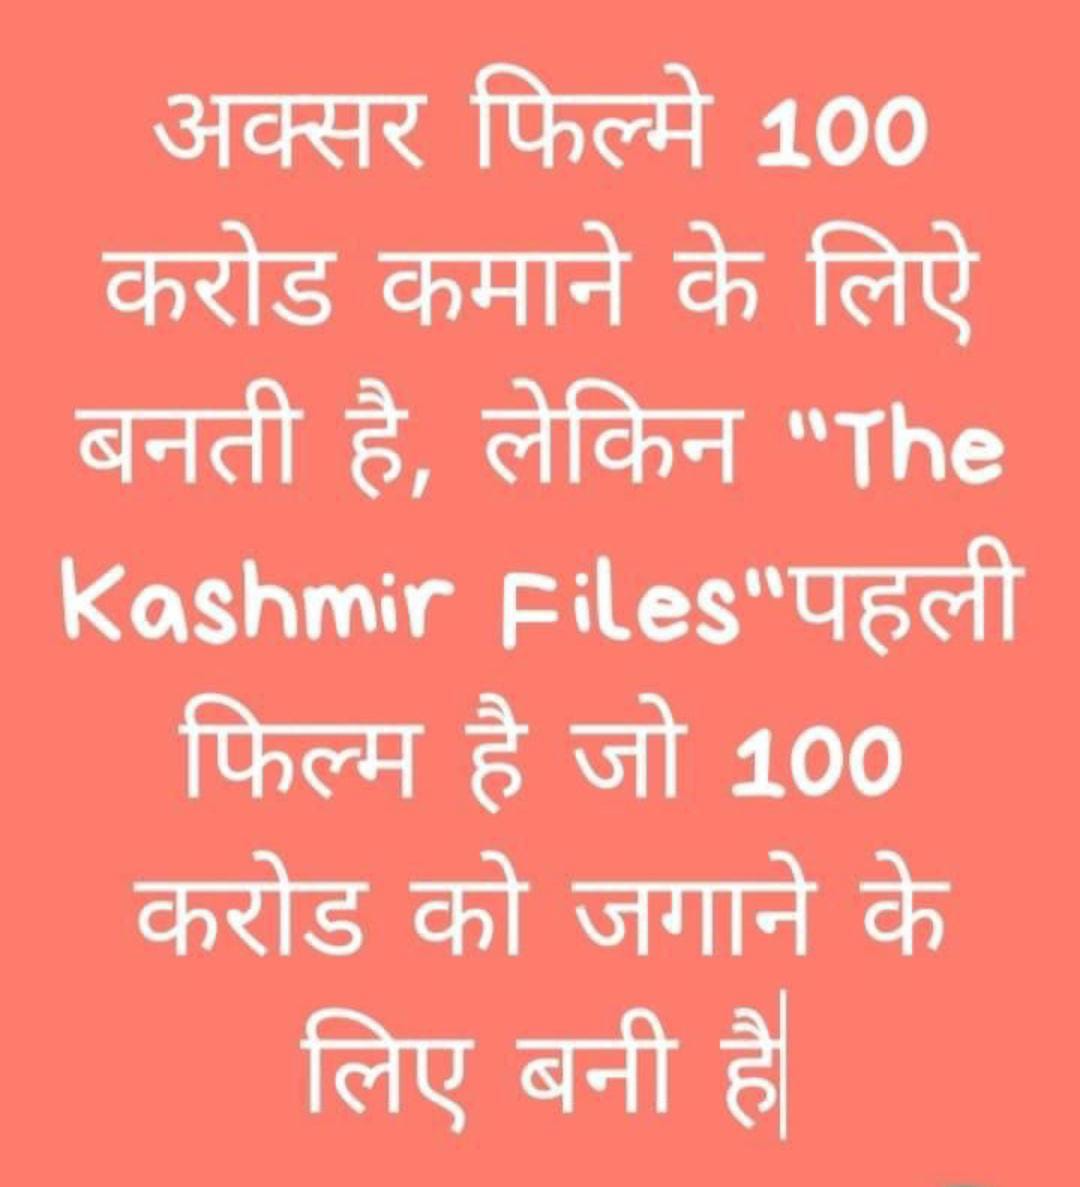 अक्सर फिल्मे 100
करोड कमाने के लिऐ
बनती है, लेकिन "The
Kashmir Files"पहली
फिल्म है जो 100
करोड को जगाने के
लिए बनी है